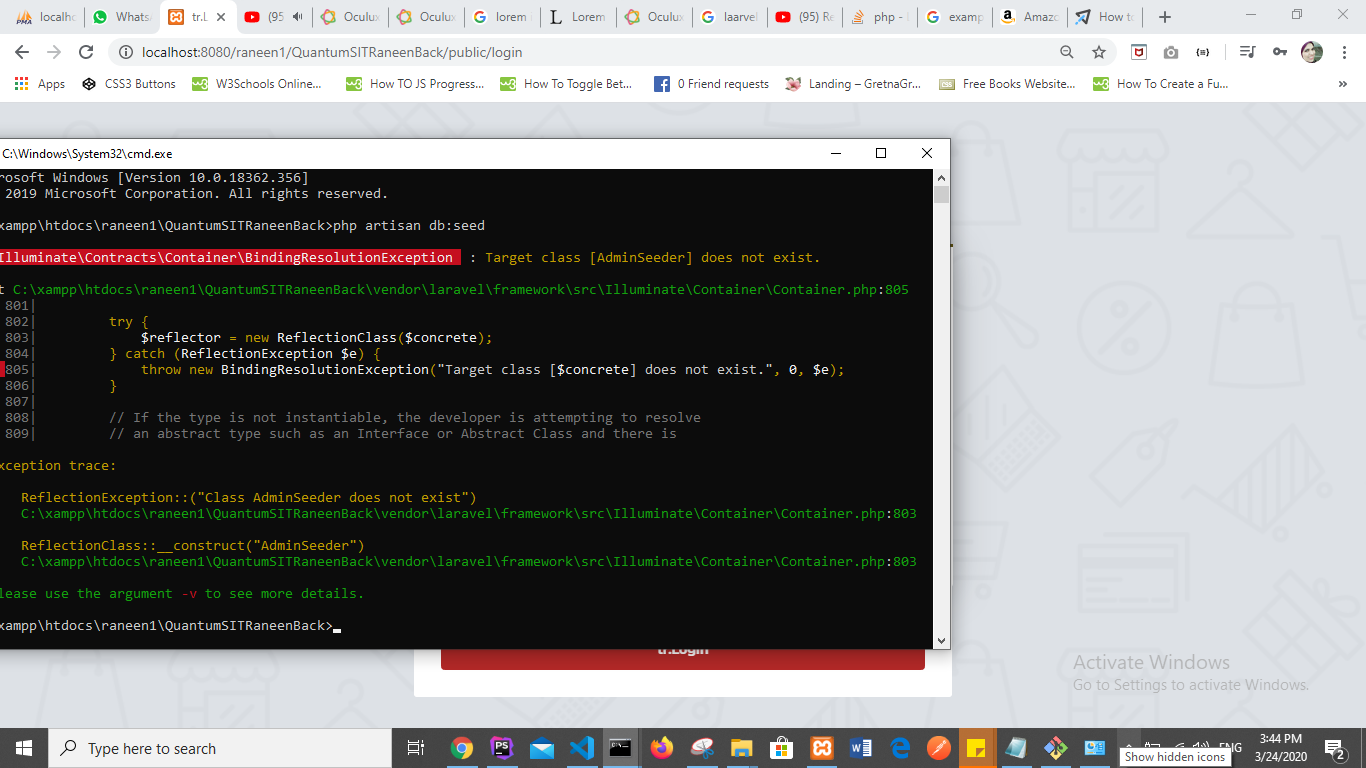 localhc
Whats
tr.L
(95)
Oculux
Oculux
lorem
Lorem
Oculux
laarvel
(95) Re
php -
examp
Amazo
How to
localhost:8080/raneen1/QuantumSITRaneenBack/public/login
Apps
CSS3 Buttons
W3Schools Online...
How TO JS Progress...
How To Toggle Bet...
0 Friend requests
Landing – GretnaGr...
Free Books Website...
How To Create a Fu...
C:\Windows\System32\cmd.exe
rosoft Windows [Version 10.0.18362.356]
2019 Microsoft Corporation. All rights reserved.
xampp\htdocs\raneen1\QuantumSITRaneenBack>php artisan db:seed
Illuminate\Contracts\Container\BindingResolutionException : Target class [AdminSeeder] does not exist.
t C:\xampp\htdocs\raneen1\QuantumSITRaneenBack\vendor\laravel\framework\src\Illuminate\Container\Container.php:805
801|
802| try {
803| $reflector = new ReflectionClass($concrete);
804| } catch (ReflectionException $e) {
805| throw new BindingResolutionException("Target class [$concrete] does not exist.", 0, $e);
806| }
807|
808| // If the type is not instantiable, the developer is attempting to resolve
809| // an abstract type such as an Interface or Abstract Class and there is
xception trace:
ReflectionException::("Class AdminSeeder does not exist")
C:\xampp\htdocs\raneen1\QuantumSITRaneenBack\vendor\laravel\framework\src\Illuminate\Container\Container.php:803
ReflectionClass::__construct("AdminSeeder")
C:\xampp\htdocs\raneen1\QuantumSITRaneenBack\vendor\laravel\framework\src\Illuminate\Container\Container.php:803
lease use the argument -v to see more details.
xampp\htdocs\raneen1\QuantumSITRaneenBack>
tr.Login
Activate Windows
Go to Settings to activate Windows.
Type here to search
ENG
3:44 PM
3/24/2020
2
Show hidden icons